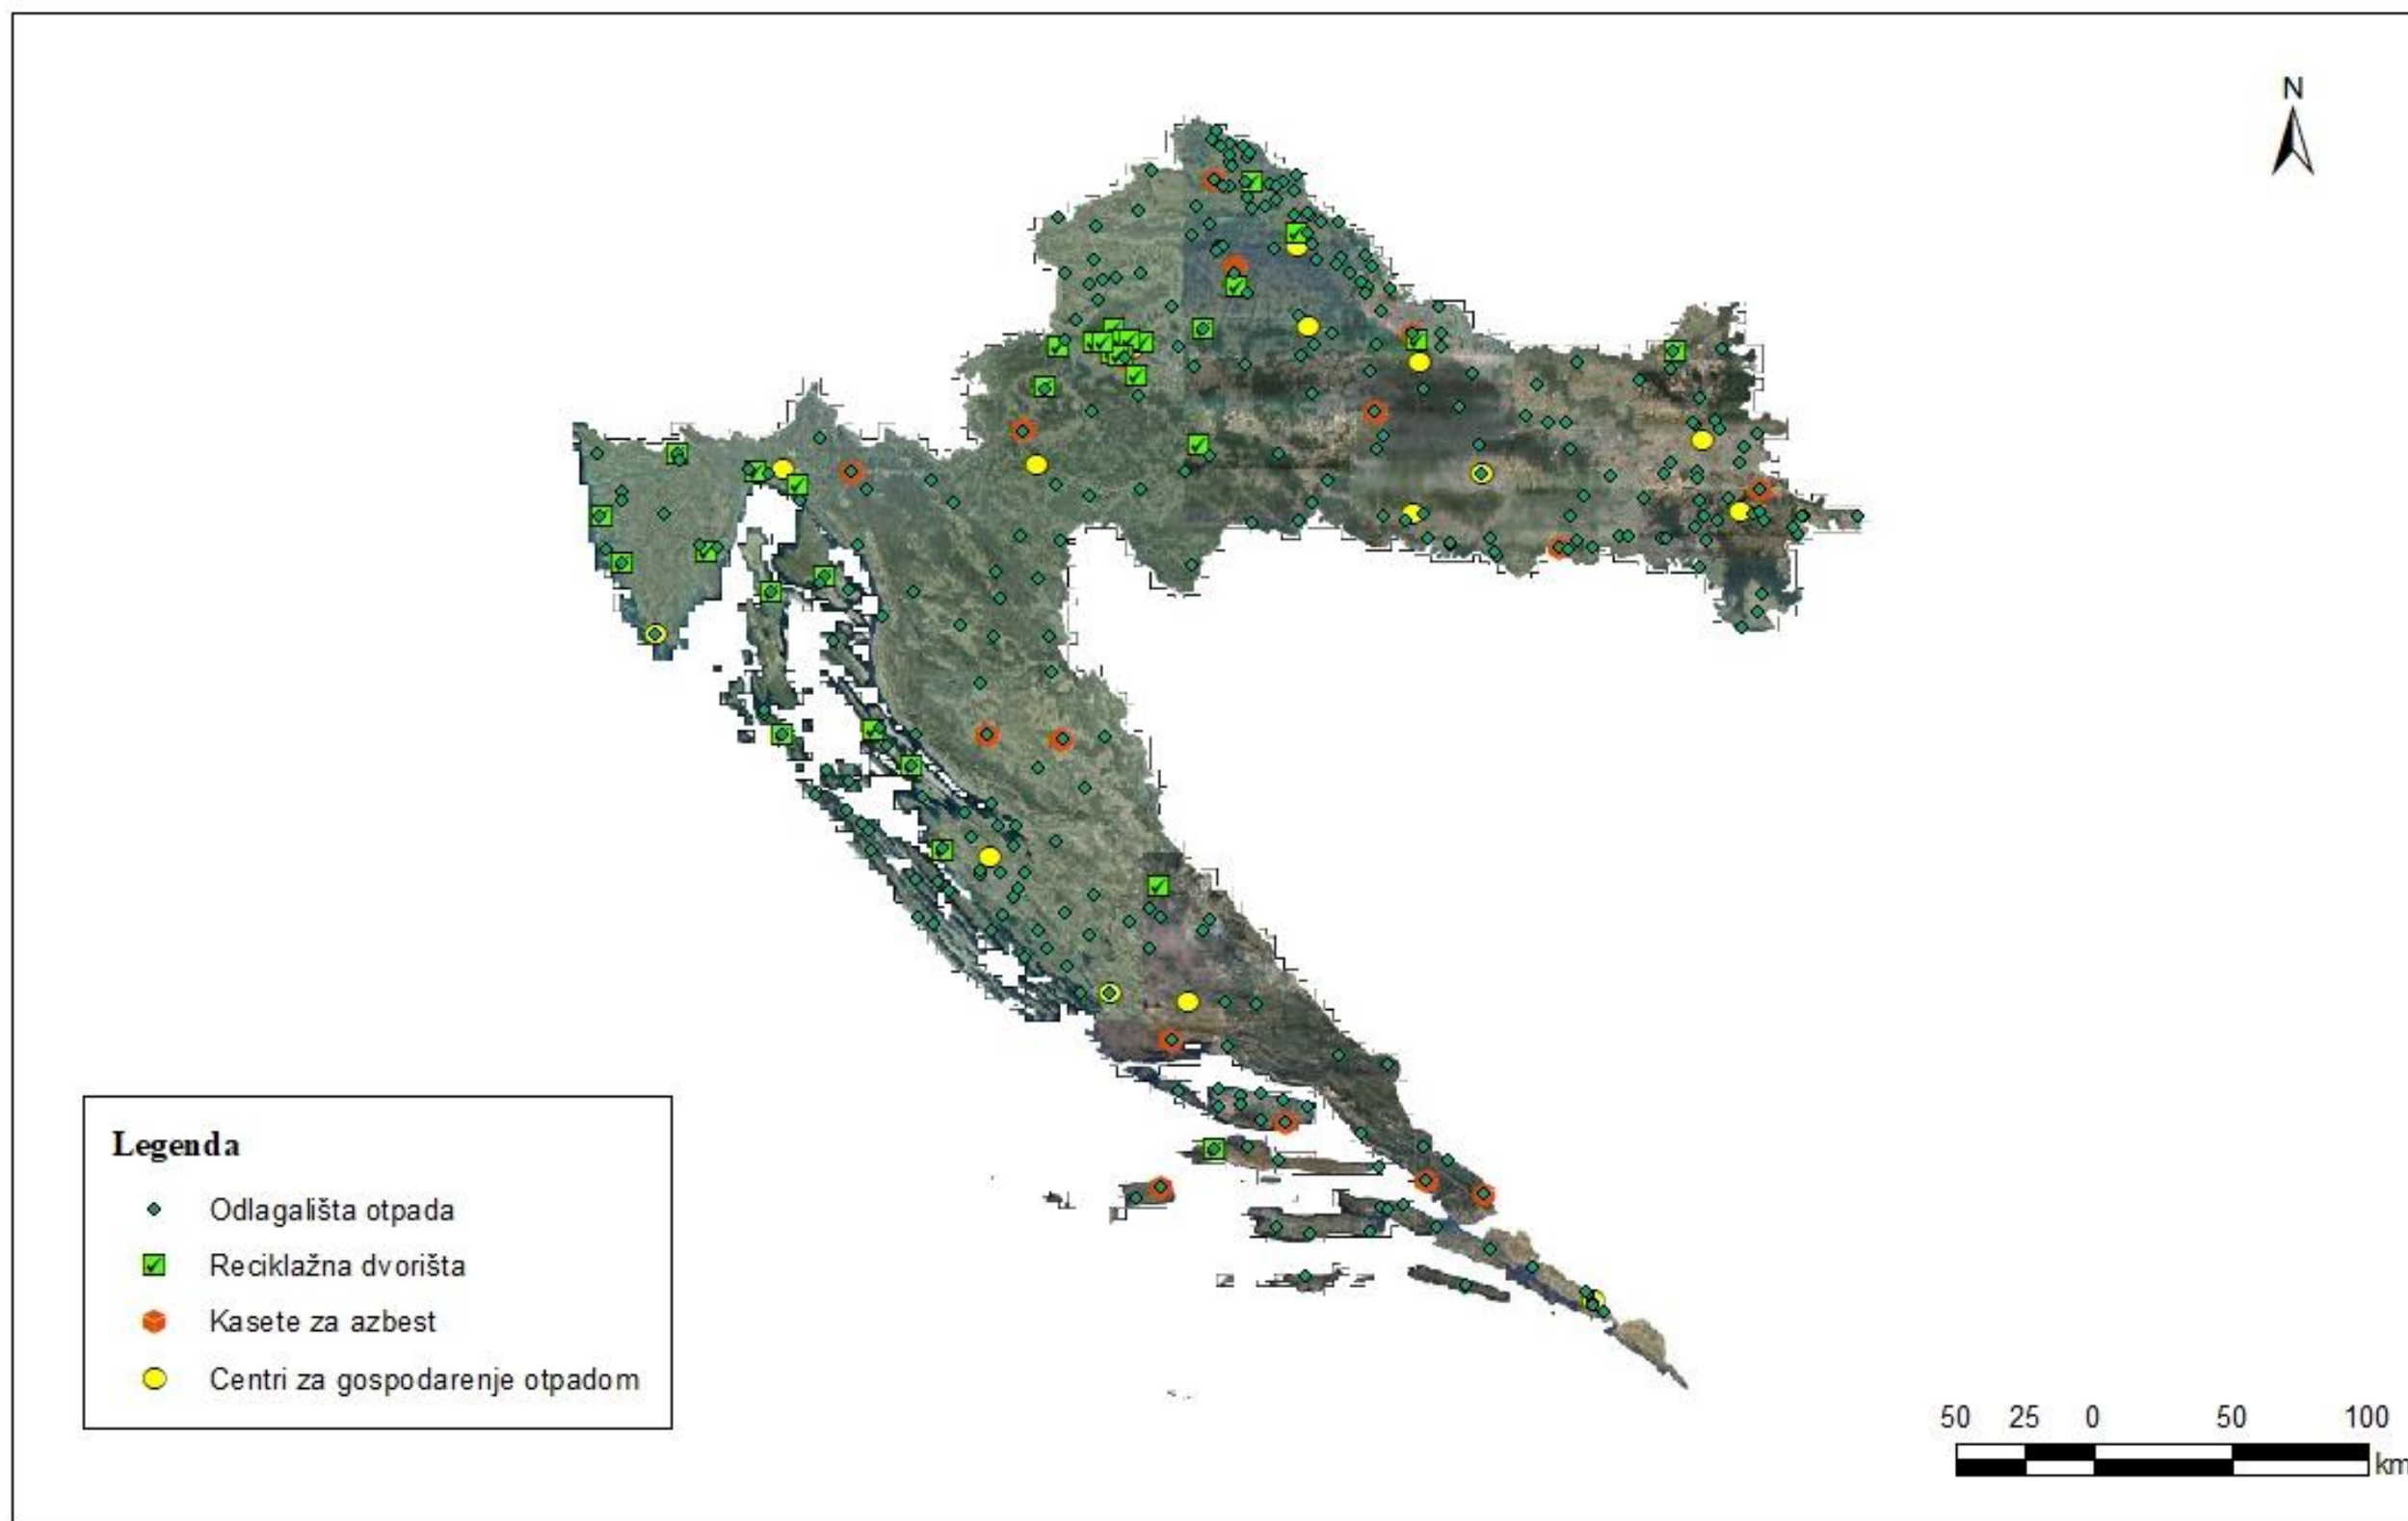 N
Legenda
Odlagališta otpada
Reciklažna dvorišta
Kasete za azbest
Centri za gospodarenje otpadom
50 25 0 50 100
km